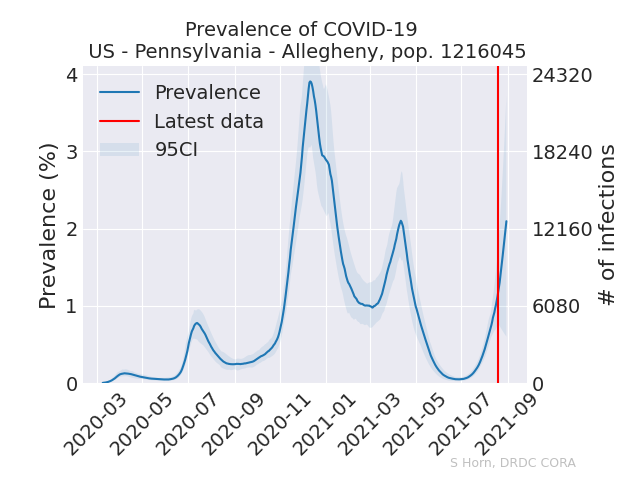 Prevalence of COVID-19
US - Pennsylvania - Allegheny, pop. 1216045
Prevalence
Latest data
95CI
Prevalence (%)
4
3
2
1
0
24320
18240
12160
6080
0
# of infections
2020-03
2020-05
2020-07
2020-09
2020-11
2021-01
2021-03
2021-05
2021-07
2021-09
S Horn, DRDC CORA